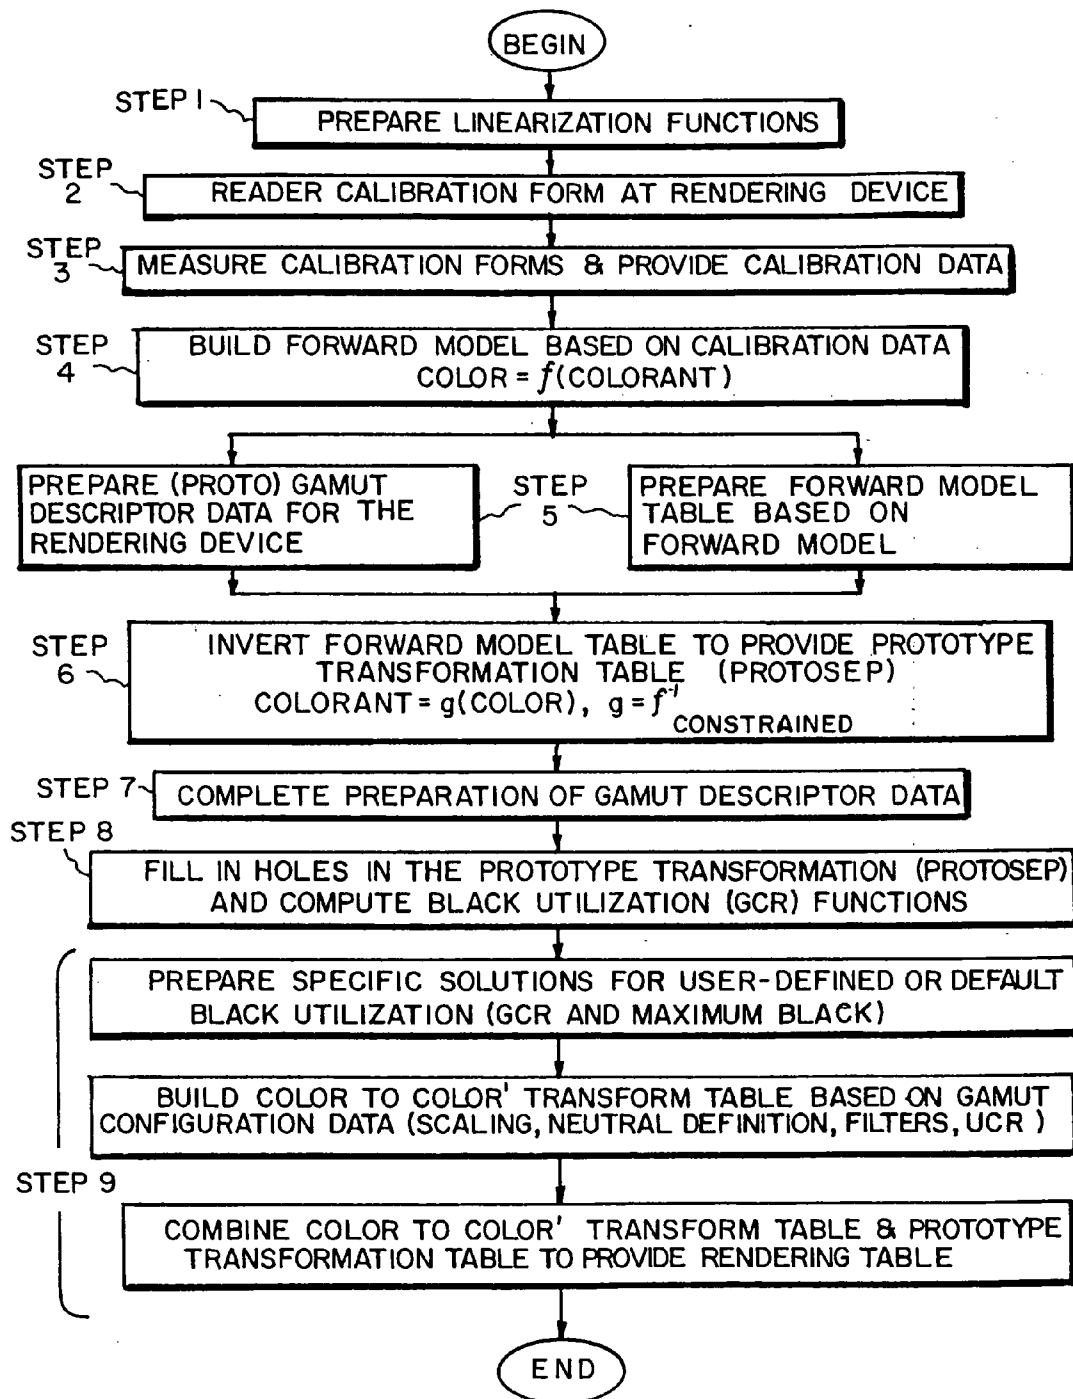 BEGIN
STEP 1
PREPARE LINEARIZATION FUNCTIONS
STEP
2
READER CALIBRATION FORM AT RENDERING DEVICE
STEP
3
MEASURE CALIBRATION FORMS & PROVIDE CALIBRATION DATA
STEP
4
BUILD FORWARD MODEL BASED ON CALIBRATION DATA
COLOR = f(COLORANT)
PREPARE (PROTO) GAMUT
DESCRIPTOR DATA FOR THE
RENDERING DEVICE
STEP
5
PREPARE FORWARD MODEL
TABLE BASED ON
FORWARD MODEL
STEP
6
INVERT FORWARD MODEL TABLE TO PROVIDE PROTOTYPE
TRANSFORMATION TABLE (PROTOSEP)
COLORANT = g(COLOR), g = f⁻¹
CONSTRAINED
STEP 7
COMPLETE PREPARATION OF GAMUT DESCRIPTOR DATA
STEP 8
FILL IN HOLES IN THE PROTOTYPE TRANSFORMATION (PROTOSEP)
AND COMPUTE BLACK UTILIZATION (GCR) FUNCTIONS
STEP 9
PREPARE SPECIFIC SOLUTIONS FOR USER-DEFINED OR DEFAULT
BLACK UTILIZATION (GCR AND MAXIMUM BLACK)
BUILD COLOR TO COLOR' TRANSFORM TABLE BASED ON GAMUT
CONFIGURATION DATA (SCALING, NEUTRAL DEFINITION, FILTERS, UCR )
COMBINE COLOR TO COLOR' TRANSFORM TABLE & PROTOTYPE
TRANSFORMATION TABLE TO PROVIDE RENDERING TABLE
END